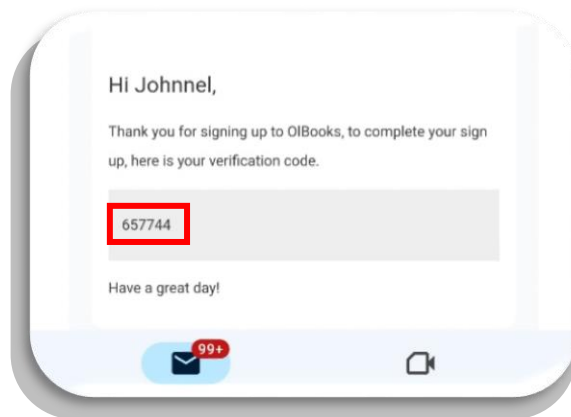 Hi Johnnel,
Thank you for signing up to OlBooks, to complete your sign
up, here is your verification code.
657744
Have a great day!
99+